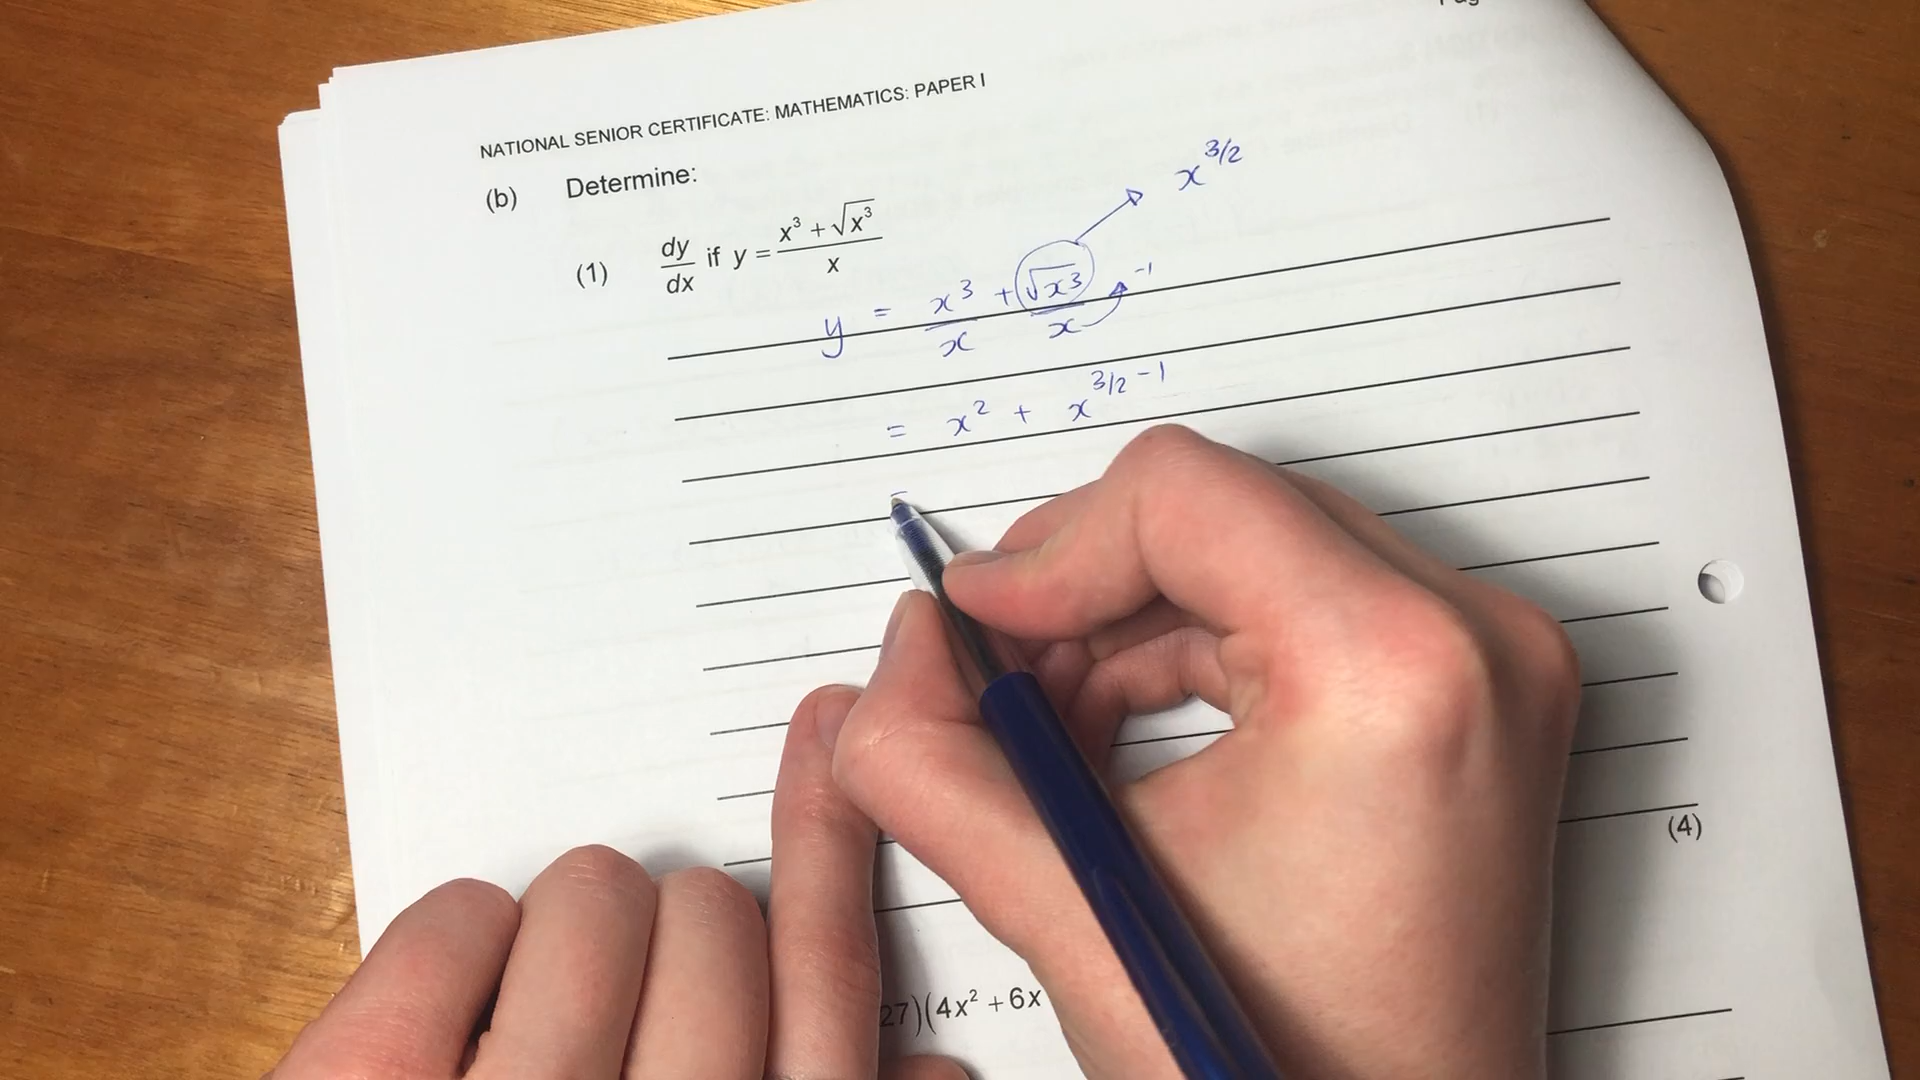 NATIONAL SENIOR CERTIFICATE: MATHEMATICS: PAPER I
(b) Determine:
(1) dy/dx if y = (x³ + √x³)/x
x^(3/2)
y = x³/x + √x³/x ⁻¹
= x² + x^(3/2 - 1)
=
(4)
27)(4x² + 6x